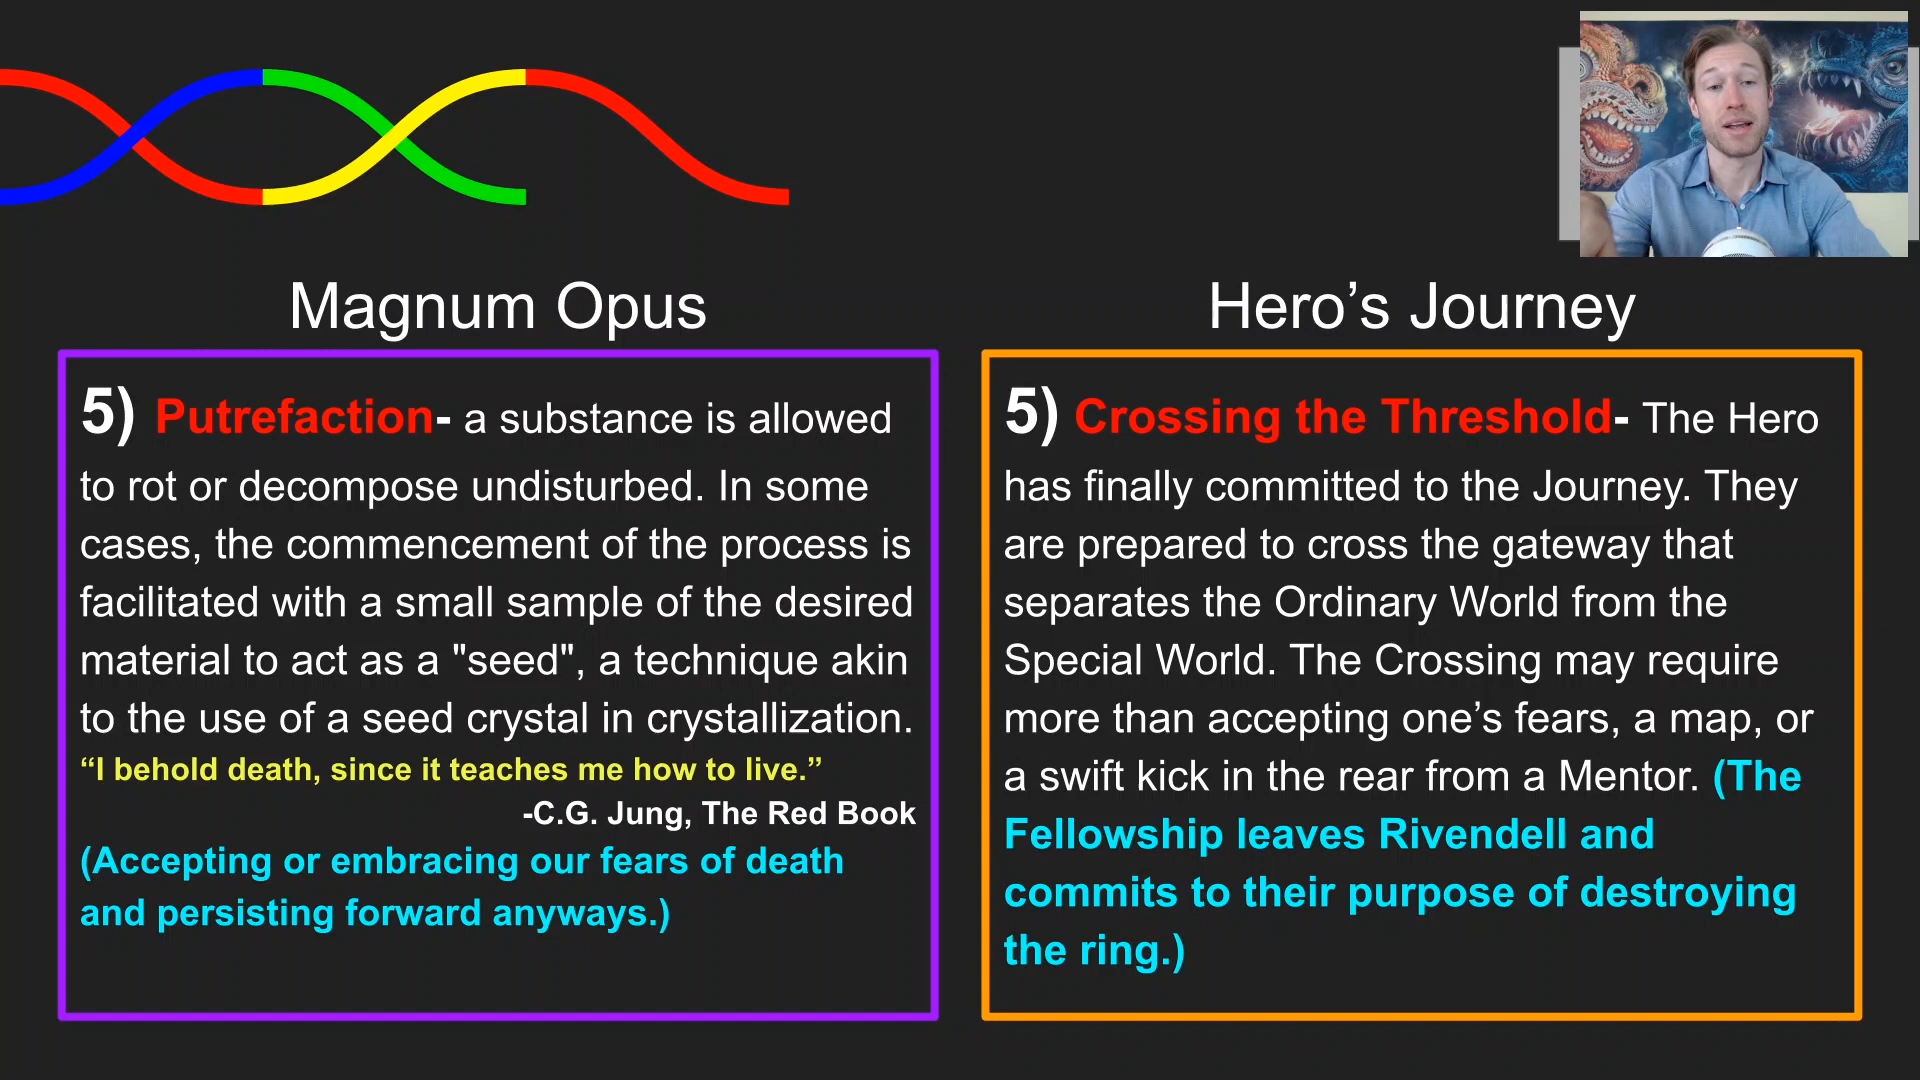 Magnum Opus
5) Putrefaction- a substance is allowed
to rot or decompose undisturbed. In some
cases, the commencement of the process is
facilitated with a small sample of the desired
material to act as a "seed", a technique akin
to the use of a seed crystal in crystallization.
“I behold death, since it teaches me how to live.”
-C.G. Jung, The Red Book
(Accepting or embracing our fears of death
and persisting forward anyways.)
Hero’s Journey
5) Crossing the Threshold- The Hero
has finally committed to the Journey. They
are prepared to cross the gateway that
separates the Ordinary World from the
Special World. The Crossing may require
more than accepting one’s fears, a map, or
a swift kick in the rear from a Mentor. (The
Fellowship leaves Rivendell and
commits to their purpose of destroying
the ring.)